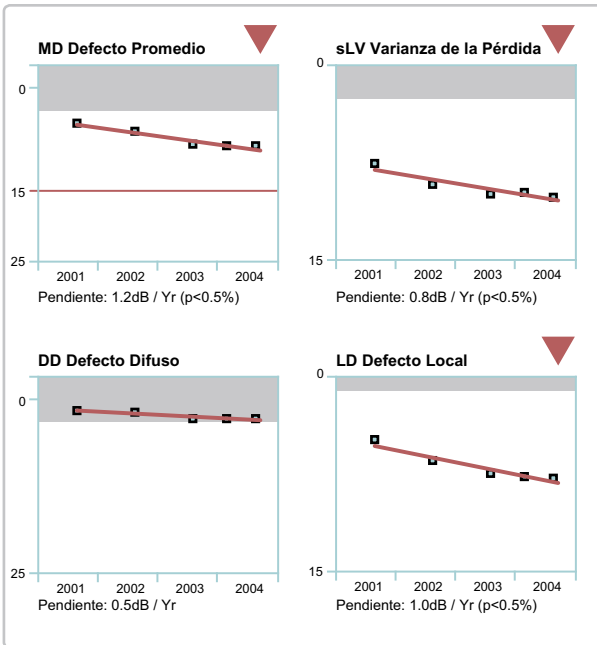 MD Defecto Promedio
0
15
25
2001 2002 2003 2004
Pendiente: 1.2dB / Yr (p<0.5%)
sLV Varianza de la Pérdida
0
15
2001 2002 2003 2004
Pendiente: 0.8dB / Yr (p<0.5%)
DD Defecto Difuso
0
25
2001 2002 2003 2004
Pendiente: 0.5dB / Yr
LD Defecto Local
0
15
2001 2002 2003 2004
Pendiente: 1.0dB / Yr (p<0.5%)